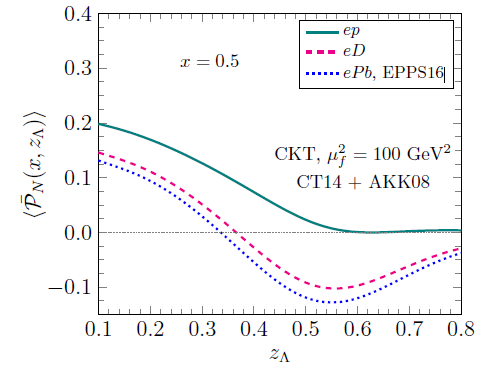 0.4
0.3
0.2
0.1
0.0
−0.1
⟨P̄_N(x, z_Λ)⟩
x = 0.5
ep
eD
ePb, EPPS16
CKT, μ_f^2 = 100 GeV^2
CT14 + AKK08
0.1 0.2 0.3 0.4 0.5 0.6 0.7 0.8
z_Λ